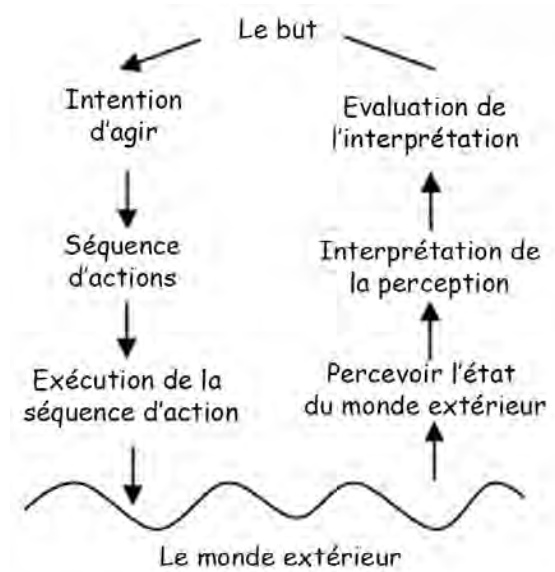 Le but
Intention
d'agir
Séquence
d'actions
Exécution de la
séquence d'action
Evaluation de
l'interprétation
Interprétation de
la perception
Percevoir l'état
du monde extérieur
Le monde extérieur